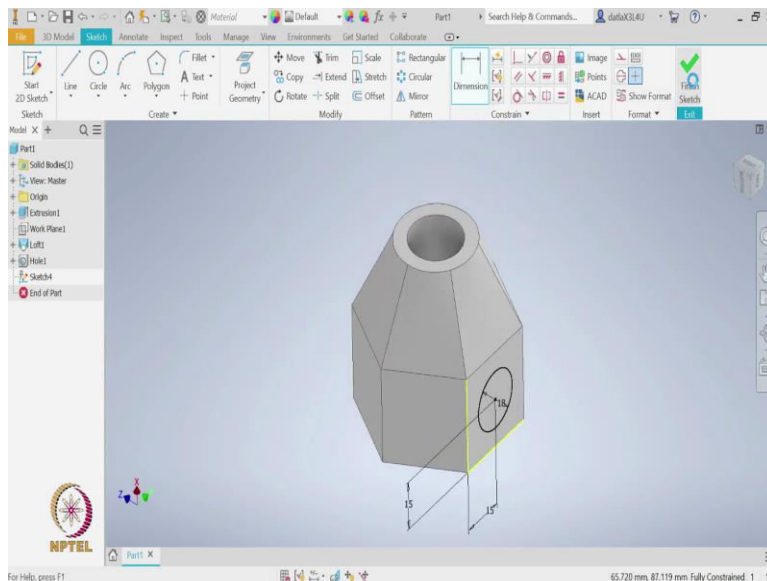 Material
Default
Part1
Search Help & Commands...
datlaX3L4U
File 3D Model Sketch Annotate Inspect Tools Manage View Environments Get Started Collaborate
Start 2D Sketch
Line
Circle
Arc
Polygon
Fillet
Text
Point
Project Geometry
Move
Copy
Rotate
Trim
Extend
Split
Scale
Stretch
Offset
Rectangular
Circular
Mirror
Dimension
Image
Points
ACAD
Show Format
Finish Sketch
Sketch
Create
Modify
Pattern
Constrain
Insert
Format
Exit
Model
Part1
Solid Bodies(1)
View: Master
Origin
Extrusion1
Work Plane1
Loft1
Hole1
Sketch4
End of Part
18
15
15
X
Z
NPTEL
Part1 X
For Help, press F1
65.720 mm, 87.119 mm Fully Constrained 1